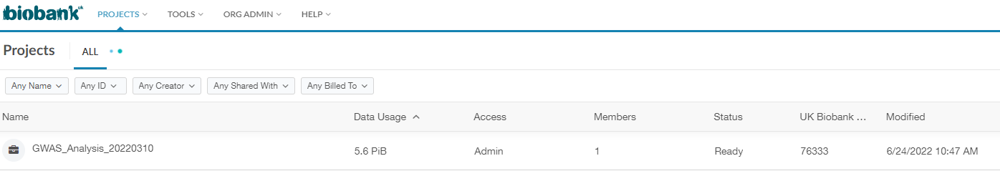 biobank uk PROJECTS TOOLS ORG ADMIN HELP
Projects ALL
Any Name Any ID Any Creator Any Shared With Any Billed To
Name Data Usage Access Members Status UK Biobank ... Modified
GWAS_Analysis_20220310 5.6 PiB Admin 1 Ready 76333 6/24/2022 10:47 AM